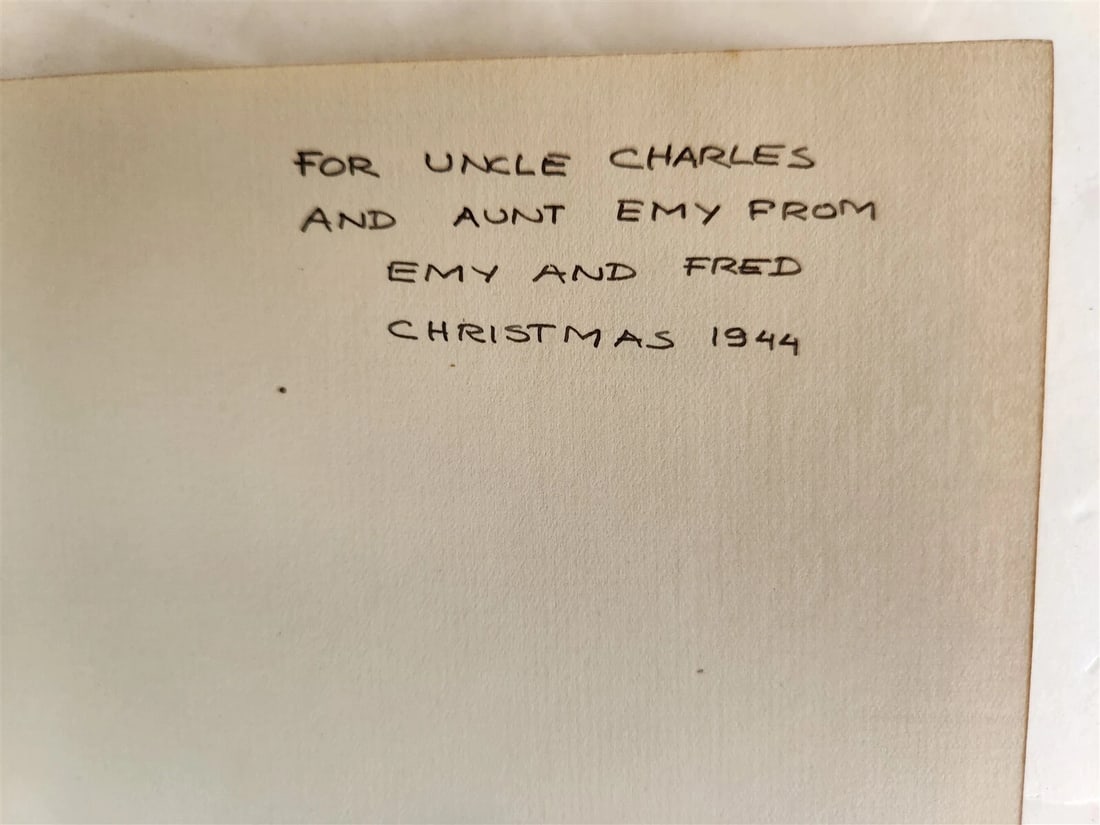 FOR UNCLE CHARLES
AND AUNT EMY FROM
EMY AND FRED
CHRISTMAS 1944